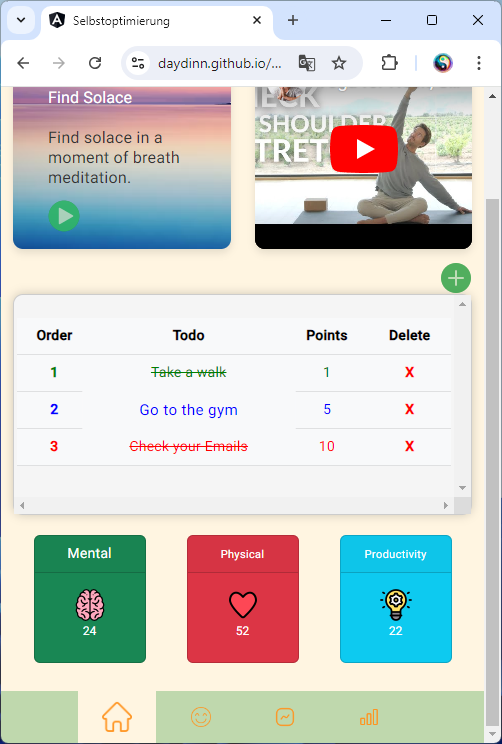 Selbstoptimierung
daydinn.github.io/...
Find Solace
Find solace in a
moment of breath
meditation.
NECK
SHOULDER
Order Todo Points Delete
1 Take a walk 1 X
2 Go to the gym 5 X
3 Check your Emails 10 X
Mental Physical Productivity
24 52 22